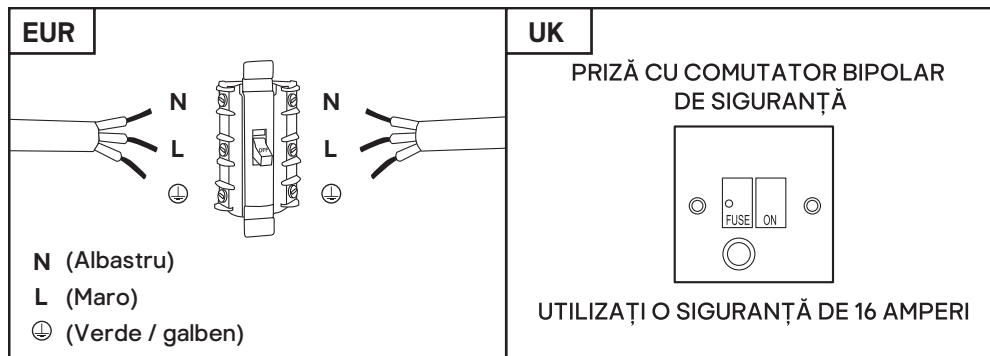 EUR
N
N
L
L
OFF
N (Albastru)
L (Maro)
(Verde / galben)
UK
PRIZĂ CU COMUTATOR BIPOLAR
DE SIGURANȚĂ
FUSE
ON
UTILIZAȚI O SIGURANȚĂ DE 16 AMPERI